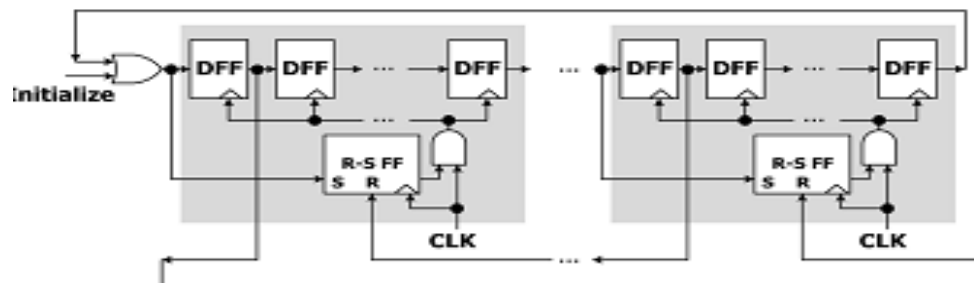 DFF DFF ... DFF ... DFF DFF ... DFF
Initialize
... ...
R-S FF R-S FF
S R S R
CLK CLK
...